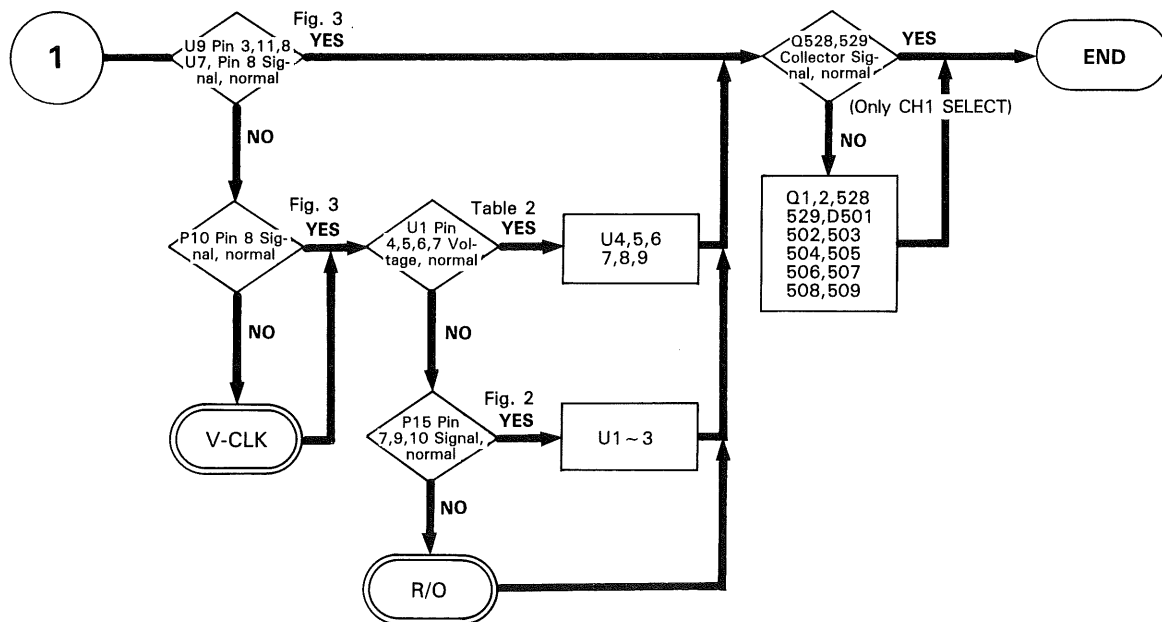 1
U9 Pin 3,11,8
U7, Pin 8 Sig-
nal, normal
Fig. 3
YES
Q528,529
Collector Sig-
nal, normal
YES
END
(Only CH1 SELECT)
NO
NO
Q1,2,528
529,D501
502,503
504,505
506,507
508,509
P10 Pin 8 Sig-
nal, normal
Fig. 3
YES
U1 Pin
4,5,6,7 Vol-
tage, normal
Table 2
YES
U4,5,6
7,8,9
NO
NO
V-CLK
P15 Pin
7,9,10 Signal,
normal
Fig. 2
YES
U1~3
NO
R/O